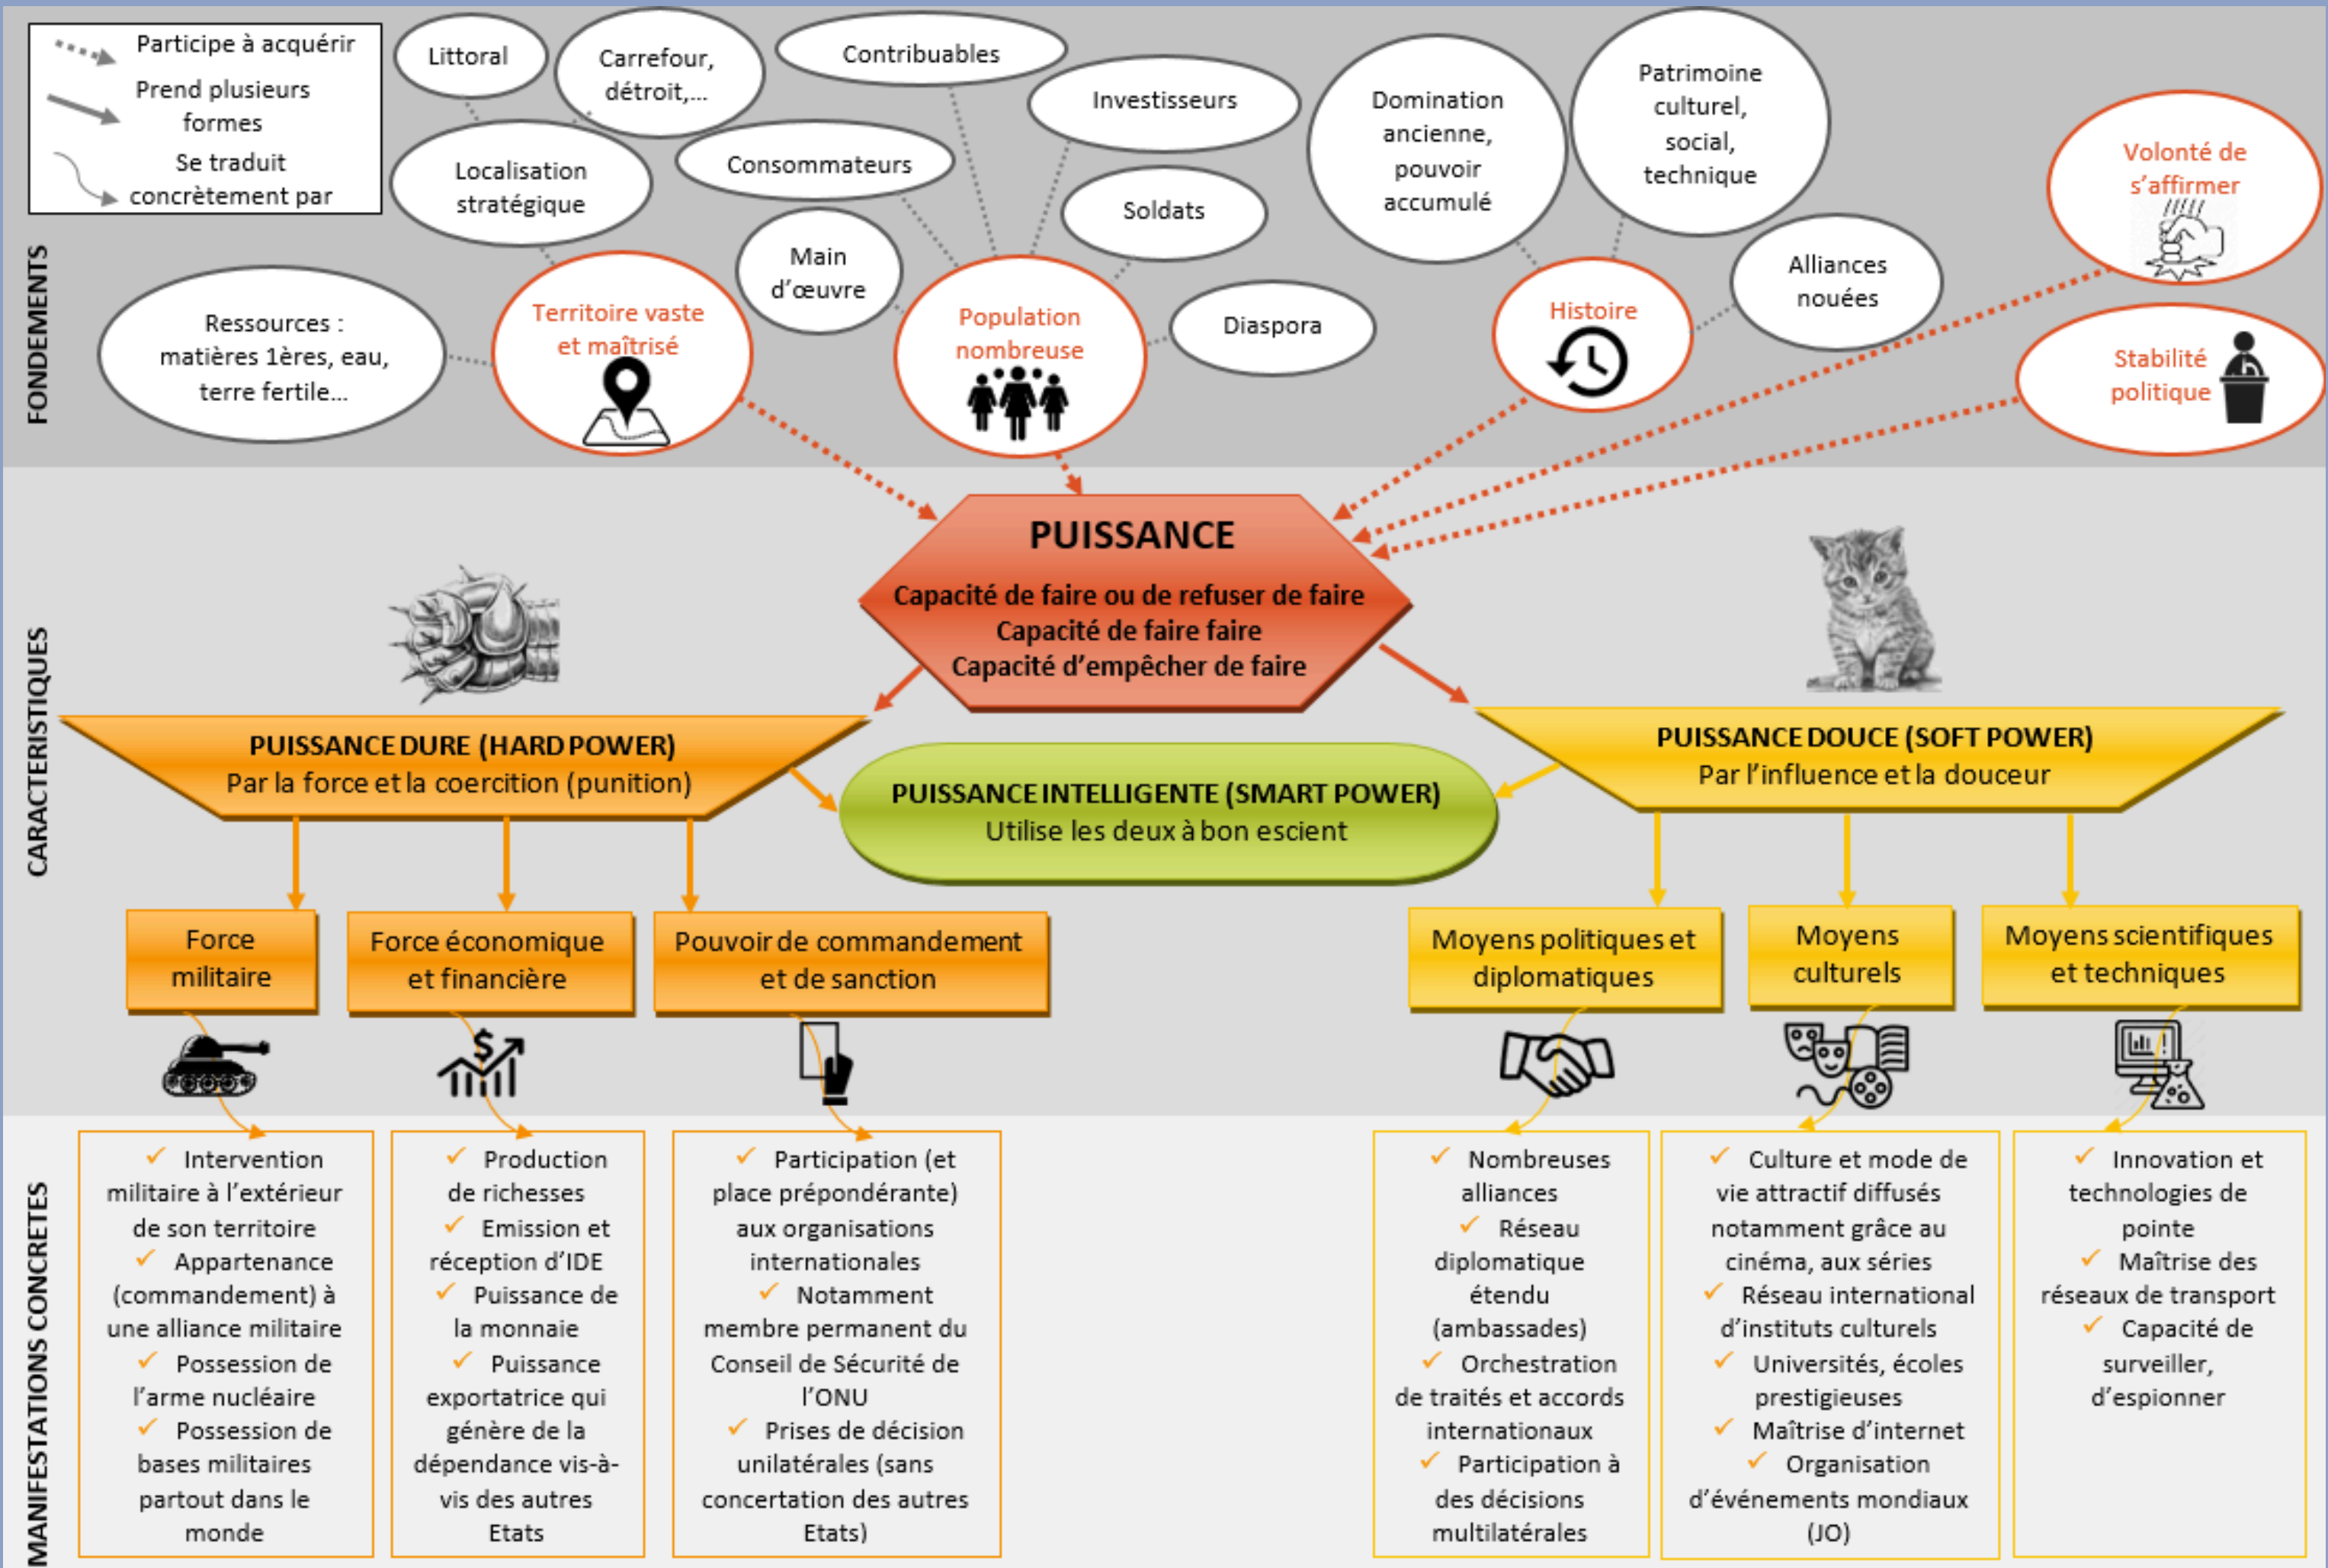 Participe à acquérir
Prend plusieurs
formes
Se traduit
concrètement par
FONDEMENTS
Littoral
Carrefour,
détroit,...
Localisation
stratégique
Ressources :
matières 1ères, eau,
terre fertile...
Territoire vaste
et maîtrisé
Contribuables
Investisseurs
Consommateurs
Soldats
Main
d'œuvre
Diaspora
Population
nombreuse
Domination
ancienne,
pouvoir
accumulé
Patrimoine
culturel,
social,
technique
Alliances
nouées
Histoire
Volonté de
s'affirmer
Stabilité
politique
CARACTERISTIQUES
PUISSANCE
Capacité de faire ou de refuser de faire
Capacité de faire faire
Capacité d'empêcher de faire
PUISSANCE DURE (HARD POWER)
Par la force et la coercition (punition)
PUISSANCE INTELLIGENTE (SMART POWER)
Utilise les deux à bon escient
PUISSANCE DOUCE (SOFT POWER)
Par l'influence et la douceur
Force
militaire
Force économique
et financière
Pouvoir de commandement
et de sanction
Moyens politiques et
diplomatiques
Moyens
culturels
Moyens scientifiques
et techniques
MANIFESTATIONS CONCRETES
✓ Intervention
militaire à l'extérieur
de son territoire
✓ Appartenance
(commandement) à
une alliance militaire
✓ Possession de
l'arme nucléaire
✓ Possession de
bases militaires
partout dans le
monde
✓ Production
de richesses
✓ Emission et
réception d'IDE
✓ Puissance de
la monnaie
✓ Puissance
exportatrice qui
génère de la
dépendance vis-à-
vis des autres
Etats
✓ Participation (et
place prépondérante)
aux organisations
internationales
✓ Notamment
membre permanent du
Conseil de Sécurité de
l'ONU
✓ Prises de décision
unilatérales (sans
concertation des autres
Etats)
✓ Nombreuses
alliances
✓ Réseau
diplomatique
étendu
(ambassades)
✓ Orchestration
de traités et accords
internationaux
✓ Participation à
des décisions
multilatérales
✓ Culture et mode de
vie attractif diffusés
notamment grâce au
cinéma, aux séries
✓ Réseau international
d'instituts culturels
✓ Universités, écoles
prestigieuses
✓ Maîtrise d'internet
✓ Organisation
d'événements mondiaux
(JO)
✓ Innovation et
technologies de
pointe
✓ Maîtrise des
réseaux de transport
✓ Capacité de
surveiller,
d'espionner